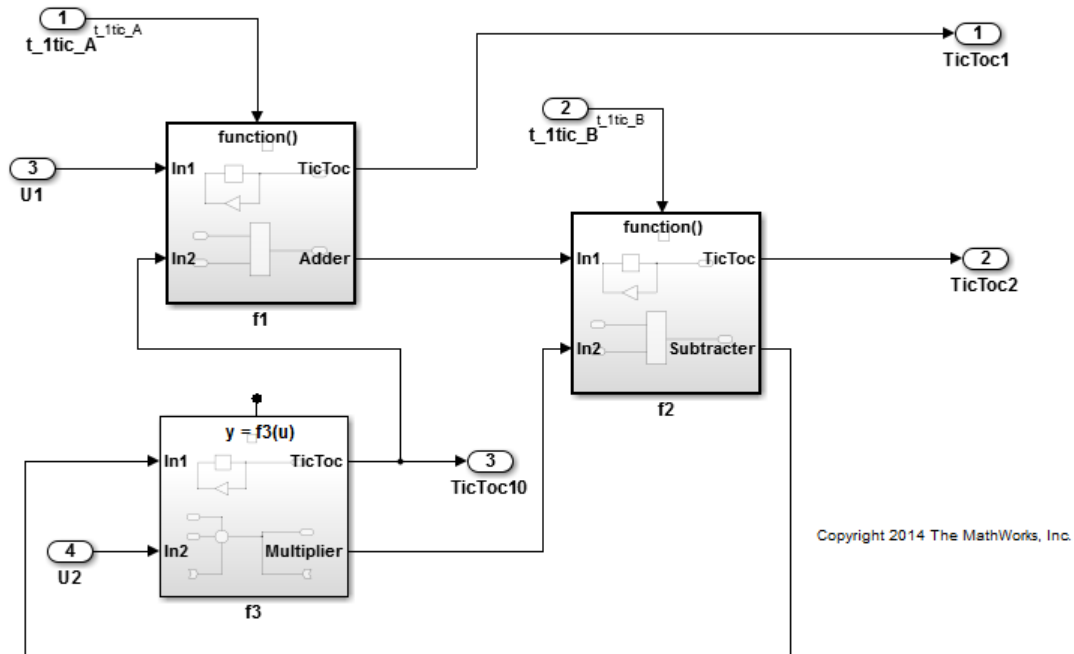 1
t_1tic_A
t_1tic_A
1
TicToc1
2
t_1tic_B
t_1tic_B
function()
In1
TicToc
3
U1
In2
Adder
f1
function()
In1
TicToc
2
TicToc2
In2
Subtracter
f2
y = f3(u)
In1
TicToc
3
TicToc10
In2
Multiplier
4
U2
f3
Copyright 2014 The MathWorks, Inc.